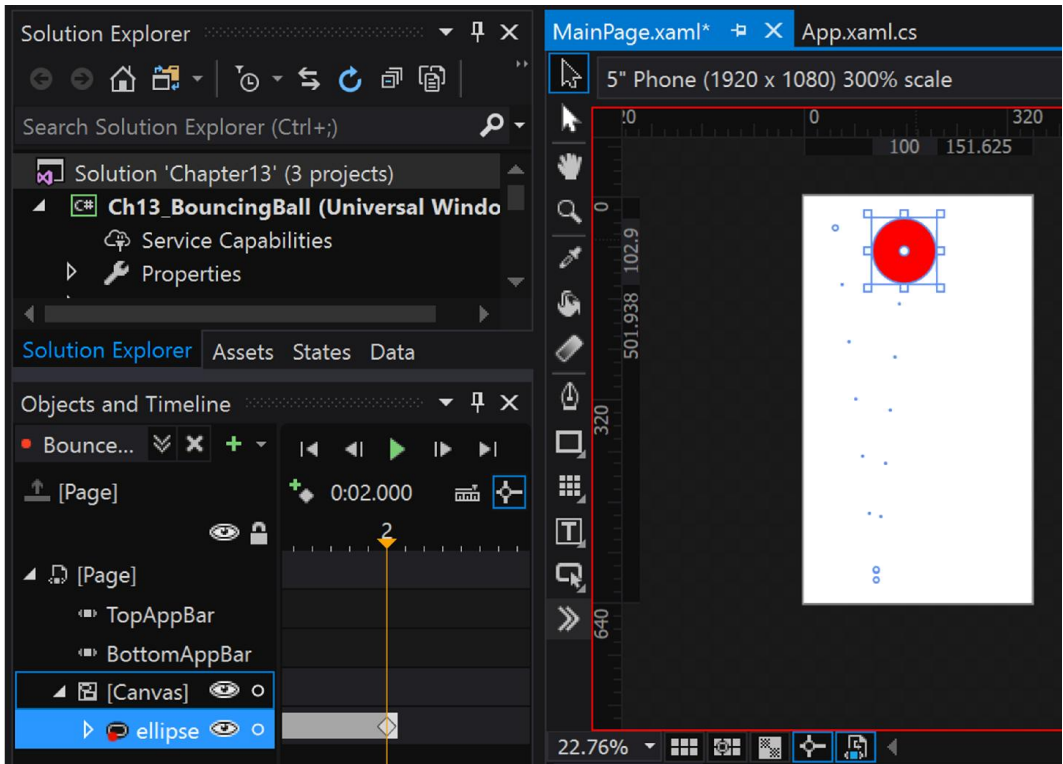 Solution Explorer
Search Solution Explorer (Ctrl+;)
Solution 'Chapter13' (3 projects)
C# Ch13_BouncingBall (Universal Windo
Service Capabilities
Properties
Solution Explorer Assets States Data
Objects and Timeline
Bounce...
[Page]
0:02.000
2
[Page]
TopAppBar
BottomAppBar
[Canvas]
ellipse
MainPage.xaml* App.xaml.cs
5" Phone (1920 x 1080) 300% scale
20 0 320
100 151.625
0
102.9
501.938
320
640
T
22.76%